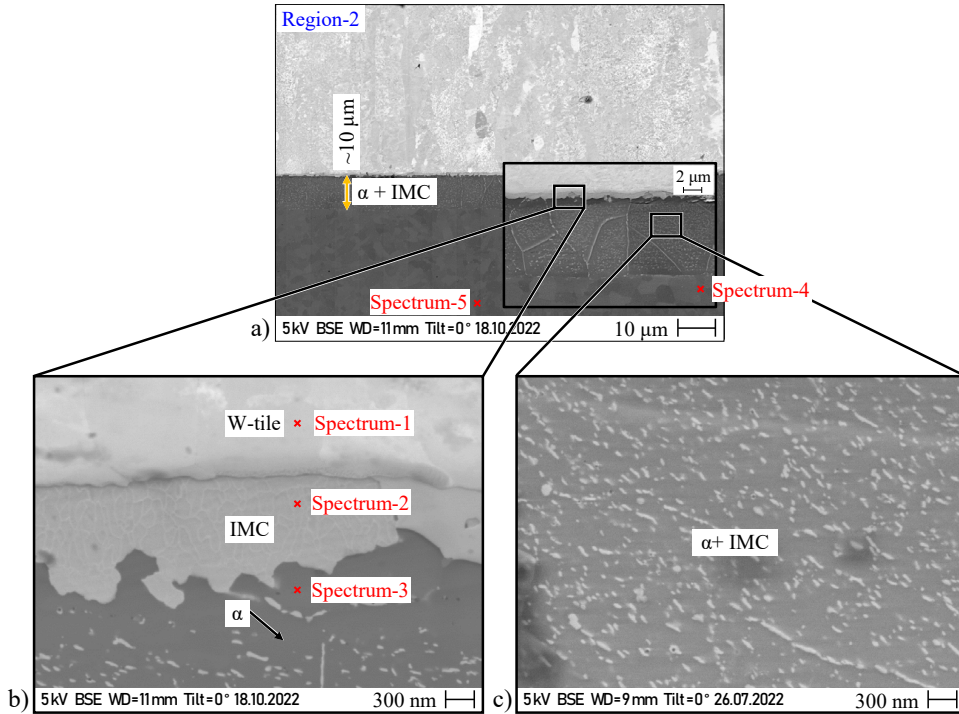 Region-2
~10 μm
α + IMC
2 μm
Spectrum-5
Spectrum-4
a)
5kV BSE WD=11mm Tilt=0° 18.10.2022
10 μm
W-tile
Spectrum-1
Spectrum-2
IMC
Spectrum-3
α
b)
5kV BSE WD=11mm Tilt=0° 18.10.2022
300 nm
α+ IMC
c)
5kV BSE WD=9mm Tilt=0° 26.07.2022
300 nm